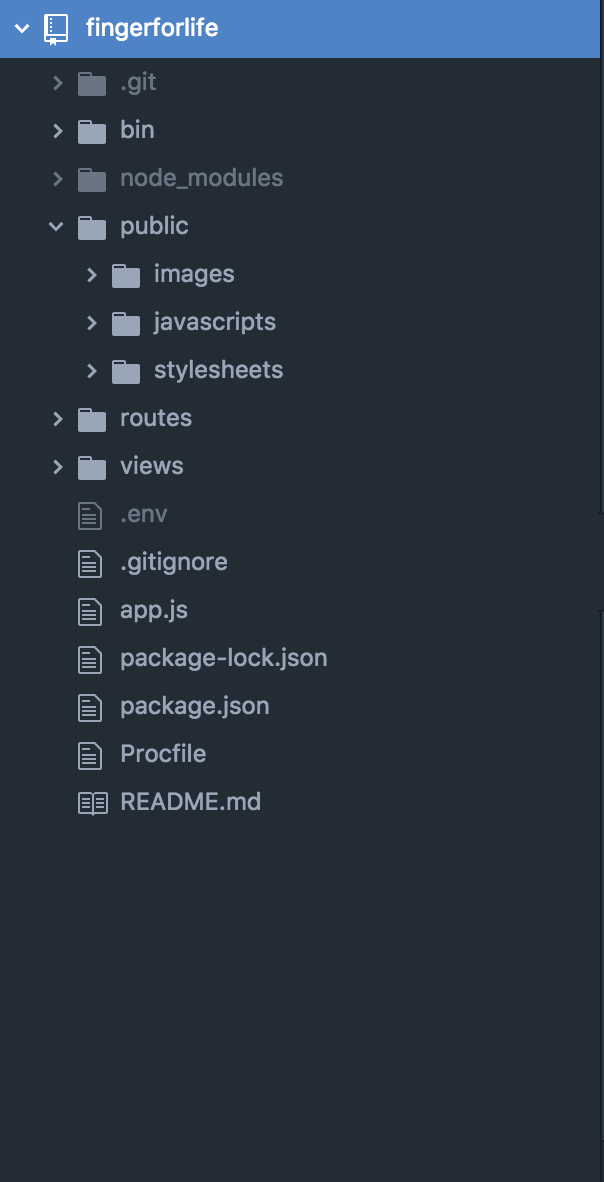 fingerforlife
.git
bin
node_modules
public
images
javascripts
stylesheets
routes
views
.env
.gitignore
app.js
package-lock.json
package.json
Procfile
README.md